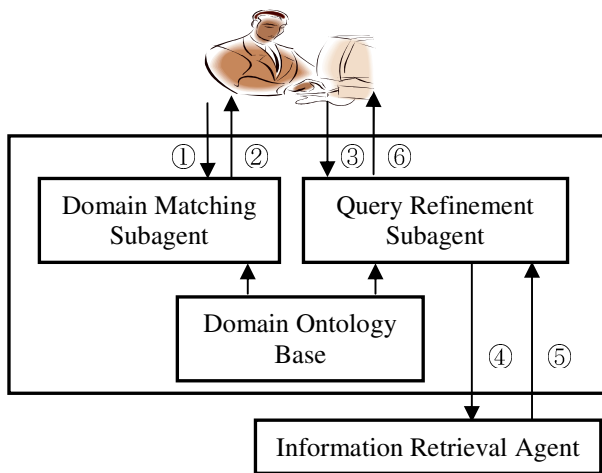 ① ② ③ ⑥
Domain Matching
Subagent
Query Refinement
Subagent
Domain Ontology
Base
④ ⑤
Information Retrieval Agent